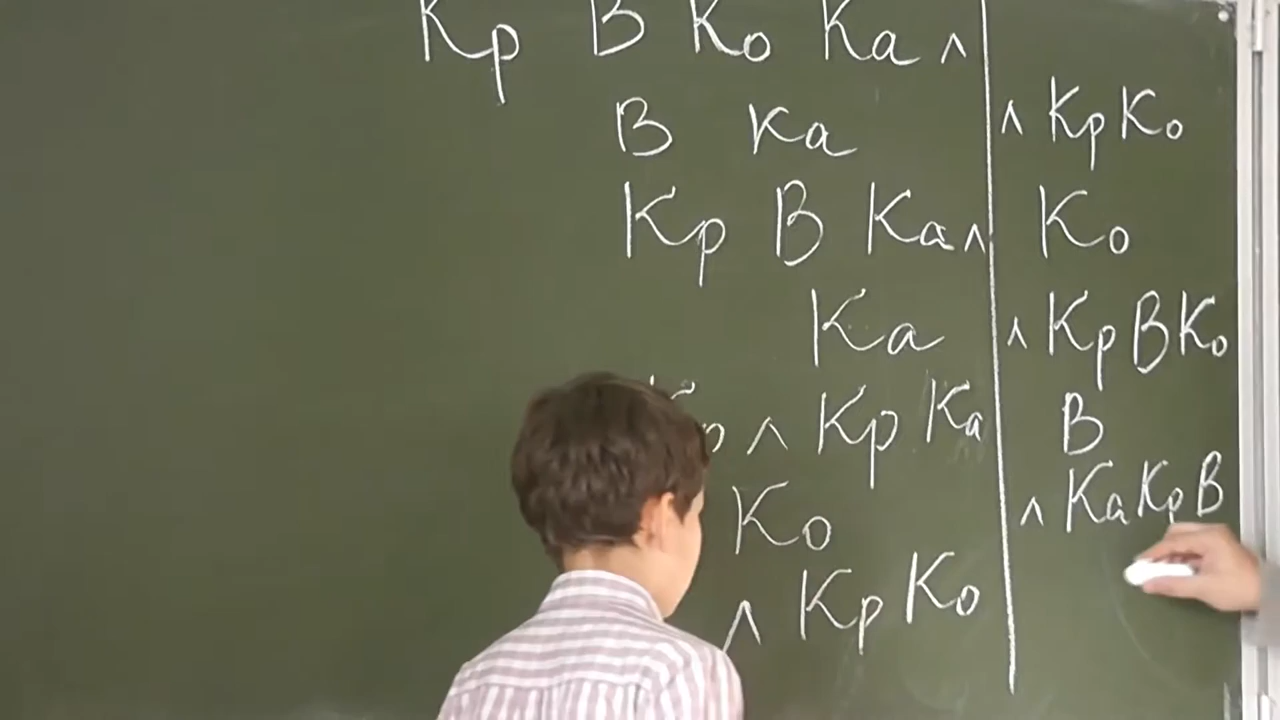 Кр В Ко Ка ʌ
В Ка ʌ Кр Ко
Кр В Ка ʌ Ко
Ка ʌ Кр В Ко
ʌ Кр Ка В
Ко ʌ Ка Кр В
ʌ Кр Ко